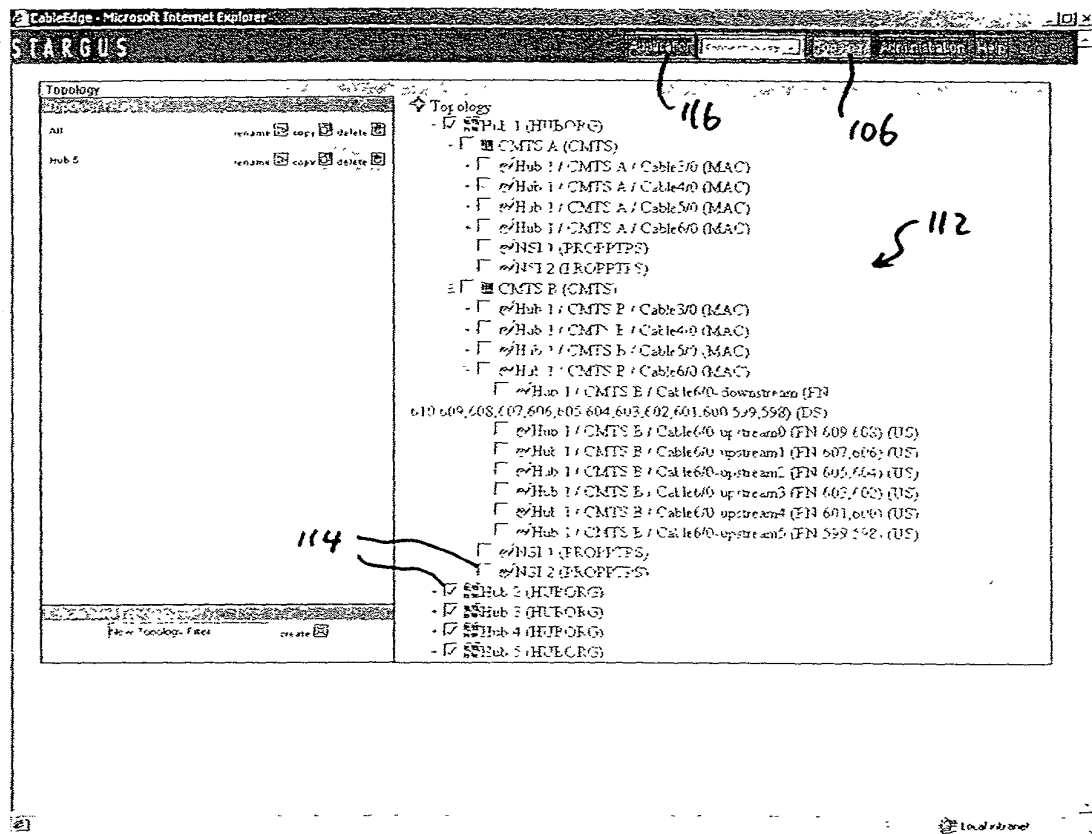 CableEdge - Microsoft Internet Explorer
STARGUS
Administration Help
116
106
Topology
All rename copy delete
Hub 5 rename copy delete
Topology
Hub 1 (HUBORG)
CMTS A (CMTS)
Hub 1 / CMTS A / Cable3/0 (MAC)
Hub 1 / CMTS A / Cable4/0 (MAC)
Hub 1 / CMTS A / Cable5/0 (MAC)
Hub 1 / CMTS A / Cable6/0 (MAC)
NSI 1 (PROPPTPS)
NSI 2 (PROPPTPS)
112
CMTS B (CMTS)
Hub 1 / CMTS B / Cable3/0 (MAC)
Hub 1 / CMTS B / Cable4/0 (MAC)
Hub 1 / CMTS B / Cable5/0 (MAC)
Hub 1 / CMTS B / Cable6/0 (MAC)
Hub 1 / CMTS B / Cable6/0-downstream (FN
610,609,608,607,606,605,604,603,602,601,600,599,598) (DS)
Hub 1 / CMTS B / Cable6/0-upstream0 (FN 609,608) (US)
Hub 1 / CMTS B / Cable6/0-upstream1 (FN 607,606) (US)
Hub 1 / CMTS B / Cable6/0-upstream2 (FN 605,604) (US)
Hub 1 / CMTS B / Cable6/0-upstream3 (FN 603,602) (US)
Hub 1 / CMTS B / Cable6/0-upstream4 (FN 601,600) (US)
Hub 1 / CMTS B / Cable6/0-upstream5 (FN 599,598) (US)
114
NSI 1 (PROPPTPS)
NSI 2 (PROPPTPS)
Hub 2 (HUBORG)
Hub 3 (HUBORG)
Hub 4 (HUBORG)
Hub 5 (HUBORG)
New Topology Filter create
Local intranet